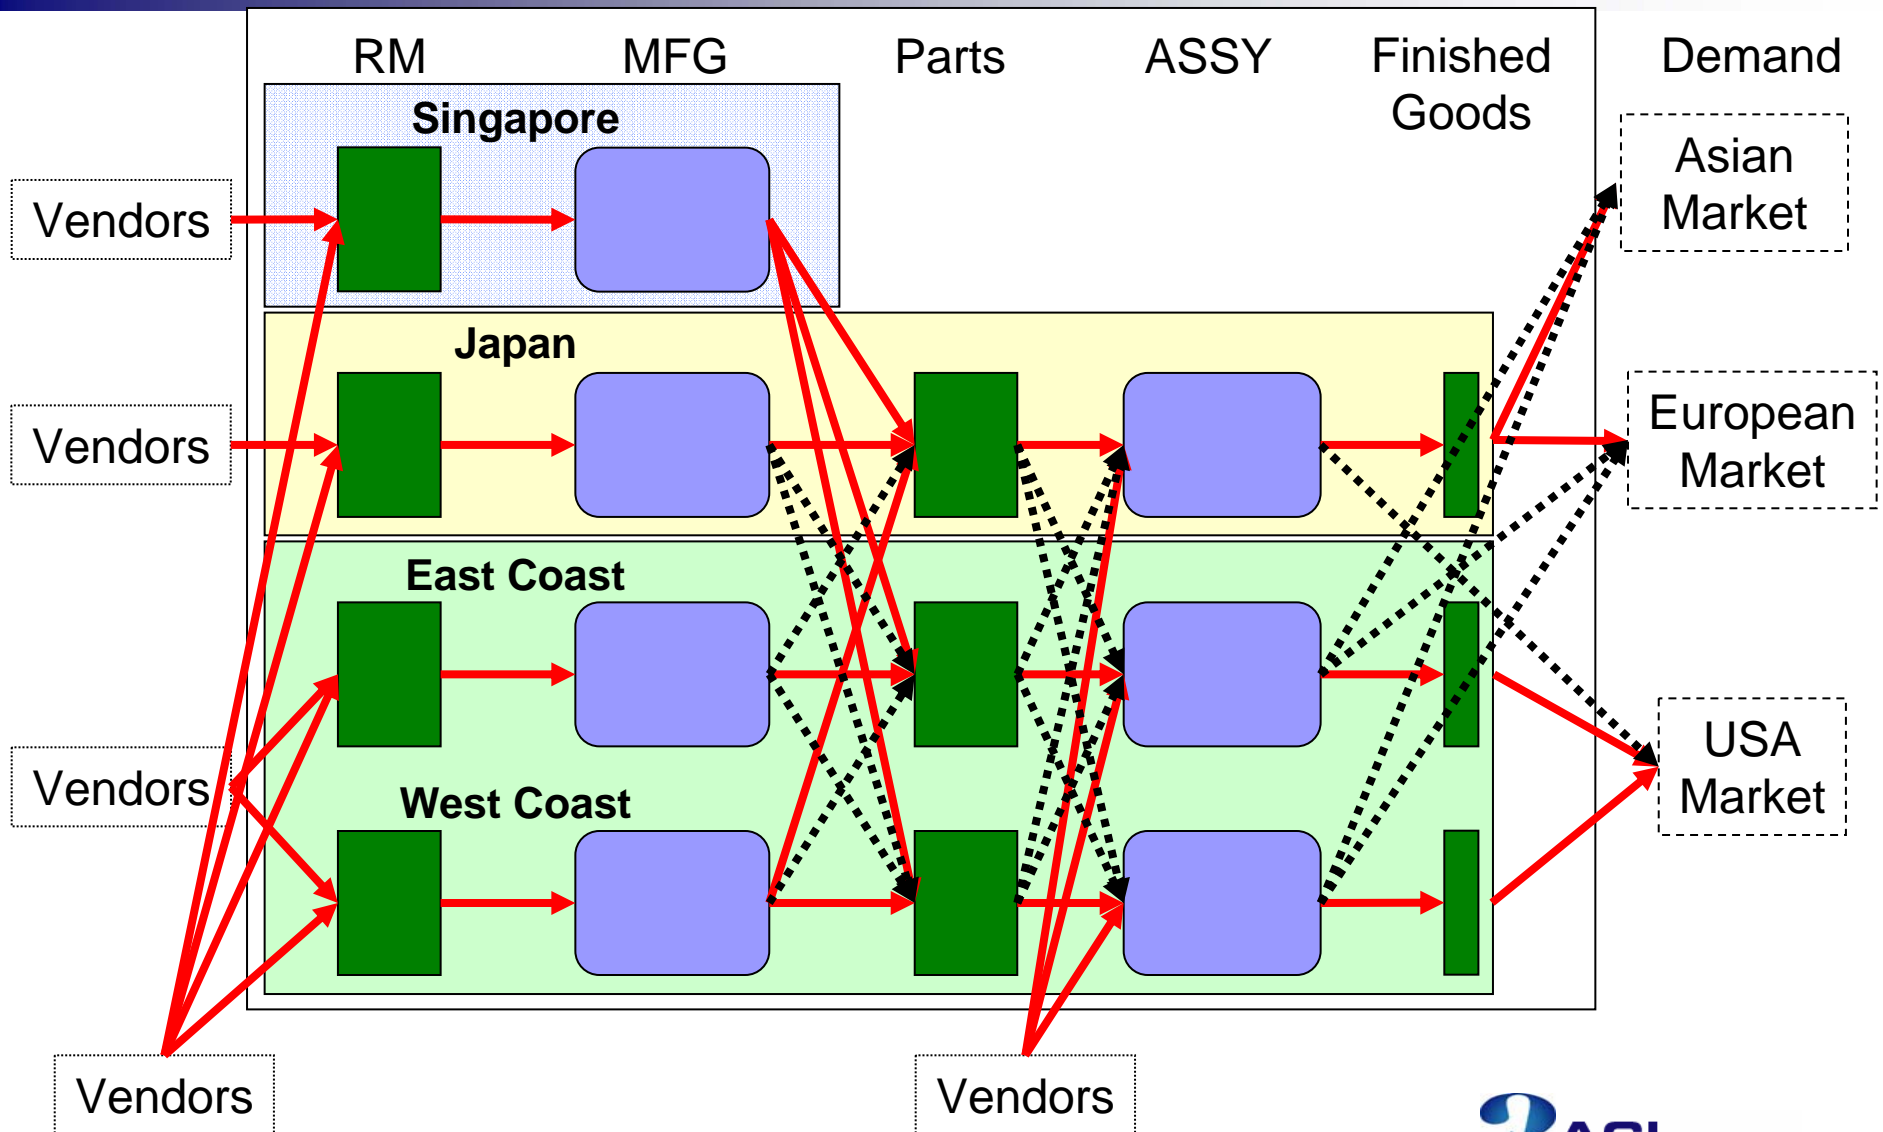 RM
MFG
Parts
ASSY
Finished
Goods
Demand
Singapore
Asian
Market
Vendors
Japan
European
Market
Vendors
East Coast
USA
Market
Vendors
West Coast
Vendors
Vendors